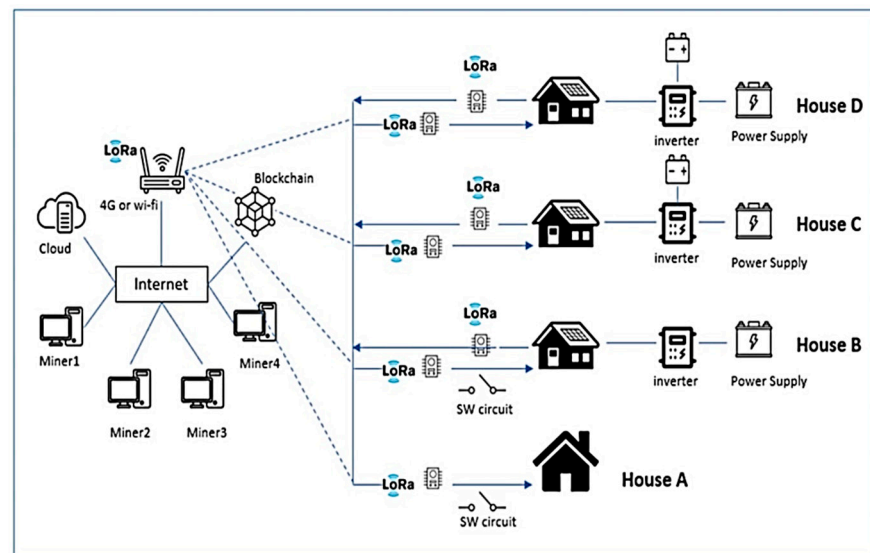 LoRa
LoRa
inverter
Power Supply
House D
LoRa
4G or wi-fi
Blockchain
LoRa
Cloud
LoRa
inverter
Power Supply
House C
Internet
Miner1
Miner4
LoRa
LoRa
inverter
Power Supply
House B
SW circuit
Miner2
Miner3
LoRa
SW circuit
House A